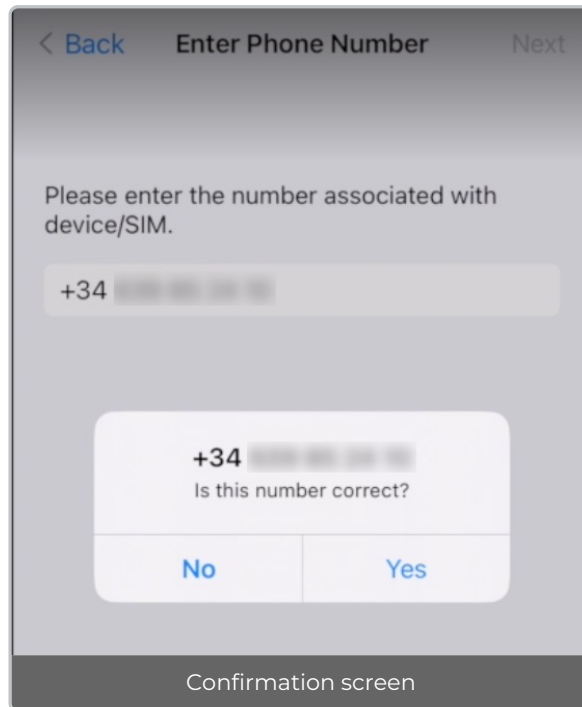 Back Enter Phone Number Next
Please enter the number associated with
device/SIM.
+34
+34
Is this number correct?
No Yes
Confirmation screen